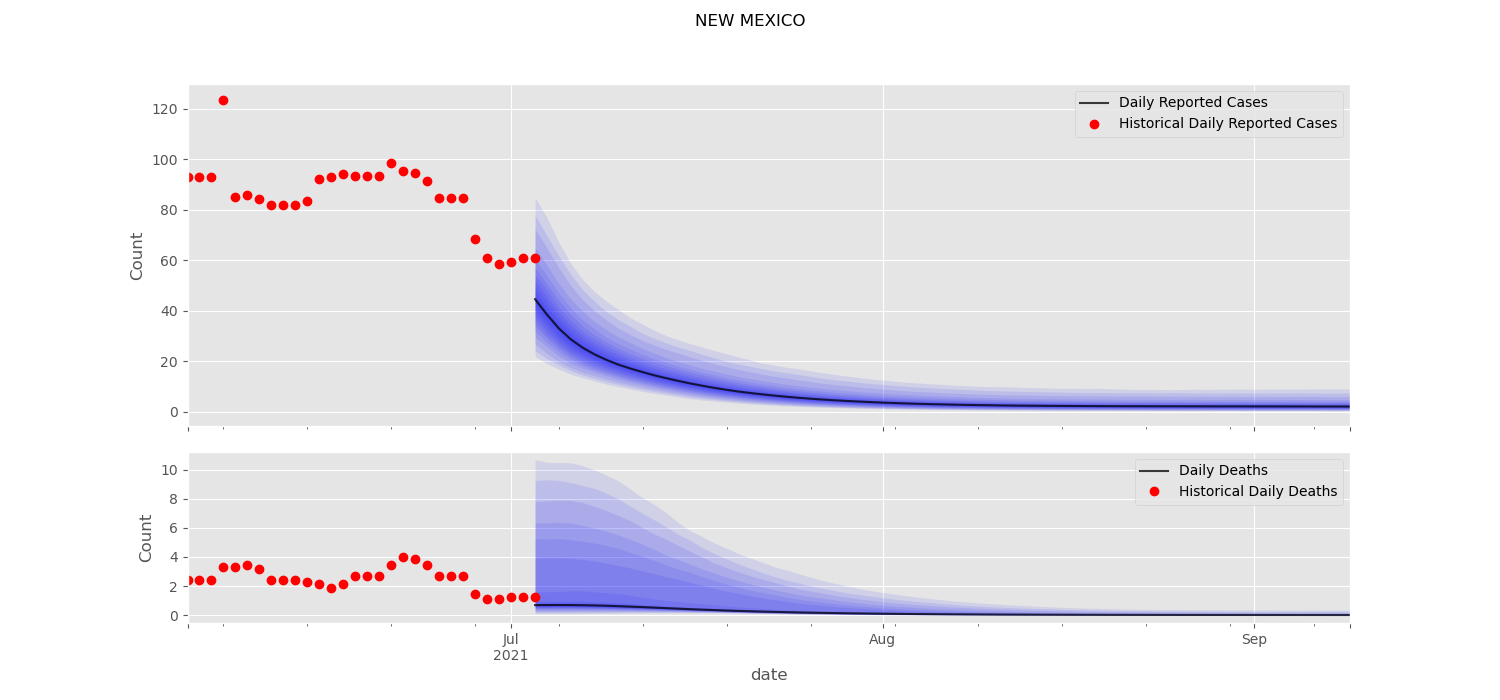 NEW MEXICO
120
100
80
60
40
20
0
Count
Daily Reported Cases
Historical Daily Reported Cases
10
8
6
4
2
0
Count
Daily Deaths
Historical Daily Deaths
Jul
2021
Aug
Sep
date